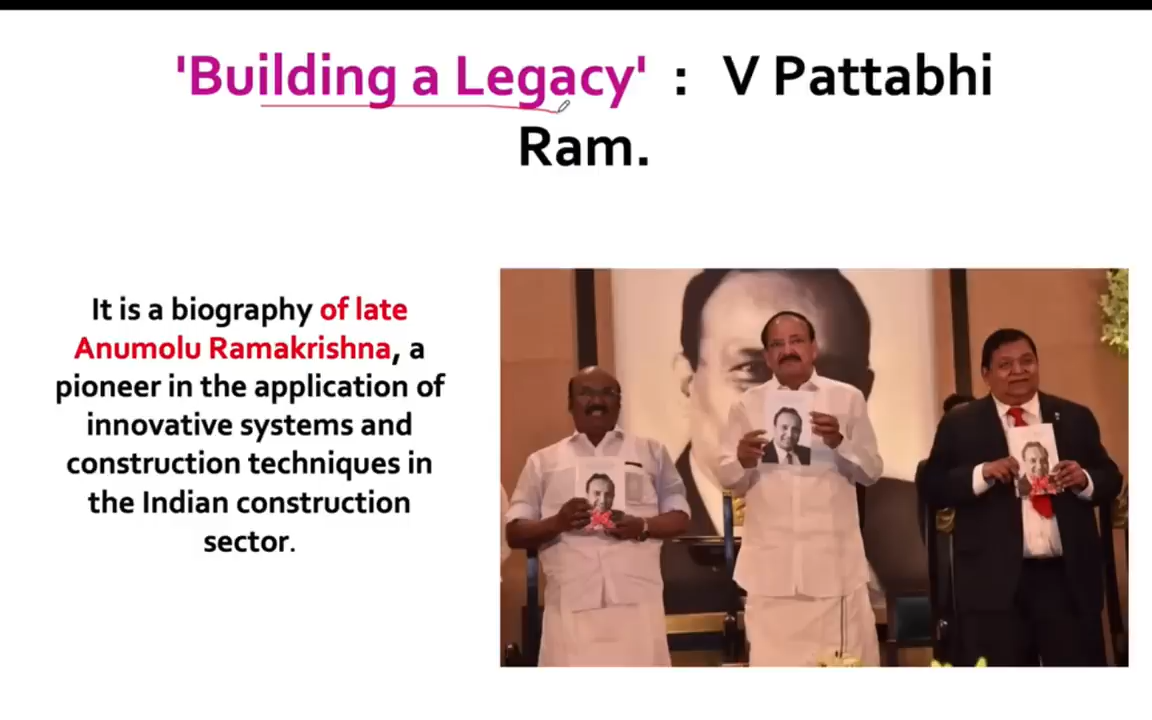 'Building a Legacy' : V Pattabhi
Ram.
It is a biography of late
Anumolu Ramakrishna, a
pioneer in the application of
innovative systems and
construction techniques in
the Indian construction
sector.